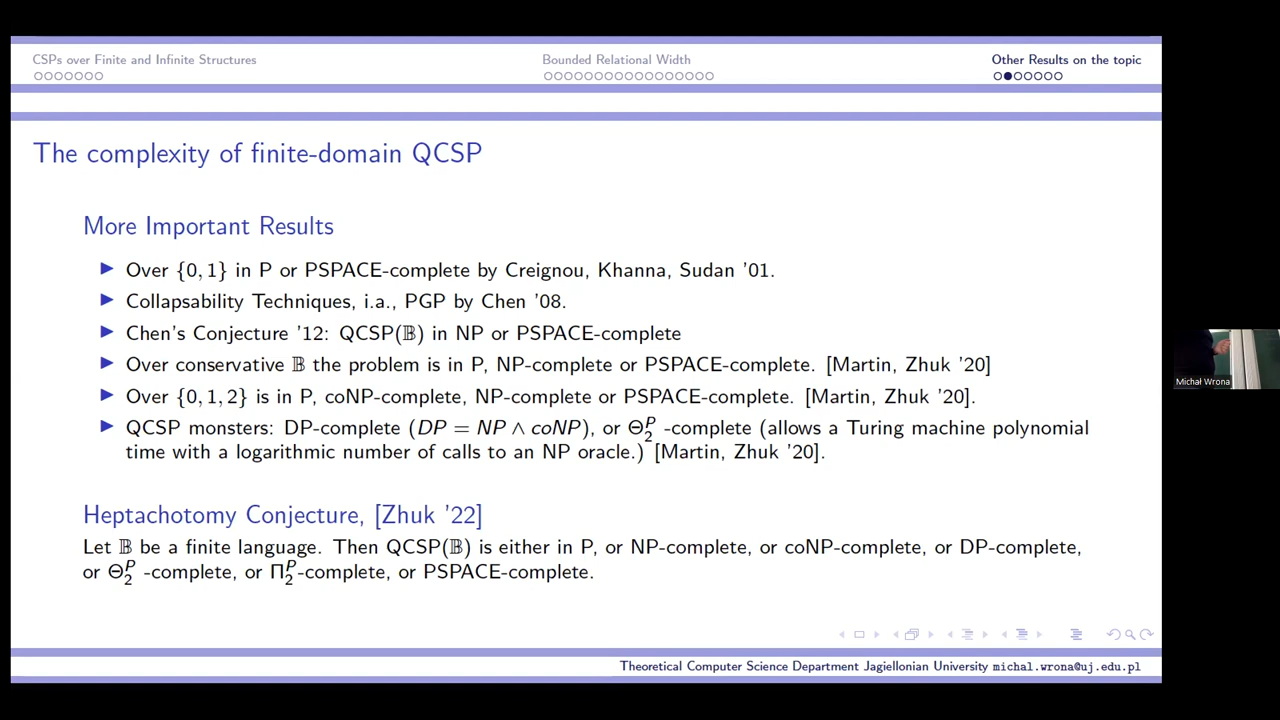 CSPs over Finite and Infinite Structures Bounded Relational Width Other Results on the topic
The complexity of finite-domain QCSP
More Important Results
▶ Over {0, 1} in P or PSPACE-complete by Creignou, Khanna, Sudan '01.
▶ Collapsability Techniques, i.a., PGP by Chen '08.
▶ Chen's Conjecture '12: QCSP(𝔹) in NP or PSPACE-complete
▶ Over conservative 𝔹 the problem is in P, NP-complete or PSPACE-complete. [Martin, Zhuk '20]
▶ Over {0, 1, 2} is in P, coNP-complete, NP-complete or PSPACE-complete. [Martin, Zhuk '20].
▶ QCSP monsters: DP-complete (DP = NP ∧ coNP), or Θ₂ᴾ -complete (allows a Turing machine polynomial
time with a logarithmic number of calls to an NP oracle.) [Martin, Zhuk '20].
Heptachotomy Conjecture, [Zhuk '22]
Let 𝔹 be a finite language. Then QCSP(𝔹) is either in P, or NP-complete, or coNP-complete, or DP-complete,
or Θ₂ᴾ -complete, or Π₂ᴾ-complete, or PSPACE-complete.
Theoretical Computer Science Department Jagiellonian University michal.wrona@uj.edu.pl
Michał Wrona